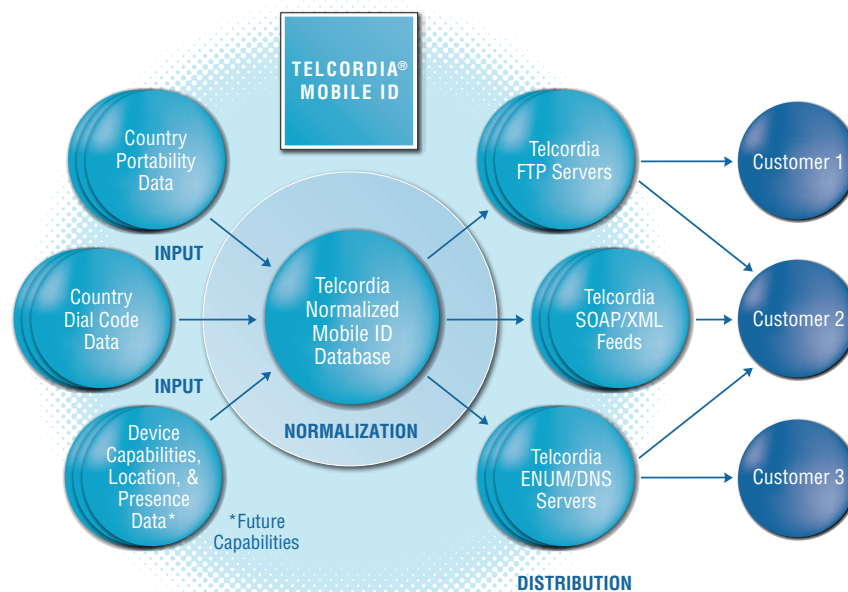 TELCORDIA®
MOBILE ID
Country
Portability
Data
INPUT
Country
Dial Code
Data
INPUT
Device
Capabilities,
Location, &
Presence
Data*
*Future
Capabilities
Telcordia
Normalized
Mobile ID
Database
NORMALIZATION
Telcordia
FTP Servers
Telcordia
SOAP/XML
Feeds
Telcordia
ENUM/DNS
Servers
DISTRIBUTION
Customer 1
Customer 2
Customer 3